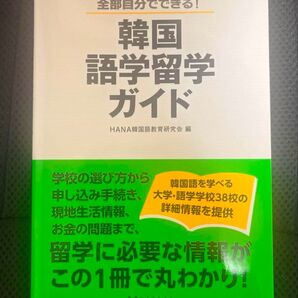 全部自分でできる!
韓国
語学留学
ガイド
HANA韓国語教育研究会 編
学校の選び方から
申し込み手続き、
現地生活情報、
お金の問題まで、
韓国語を学べる
大学・語学学校38校の
詳細情報を提供
留学に必要な情報が
この1冊で丸わかり!